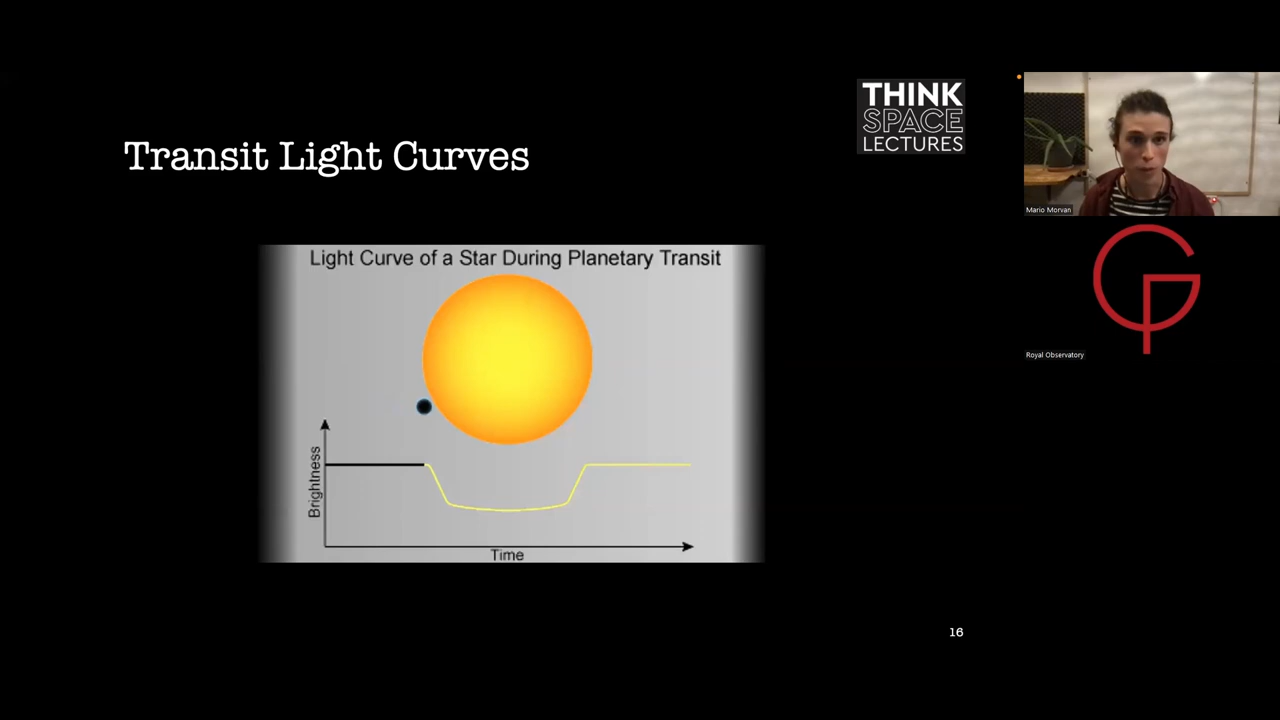 Transit Light Curves
THINK
SPACE
LECTURES
Mario Morvan
Royal Observatory
Light Curve of a Star During Planetary Transit
Brightness
Time
16